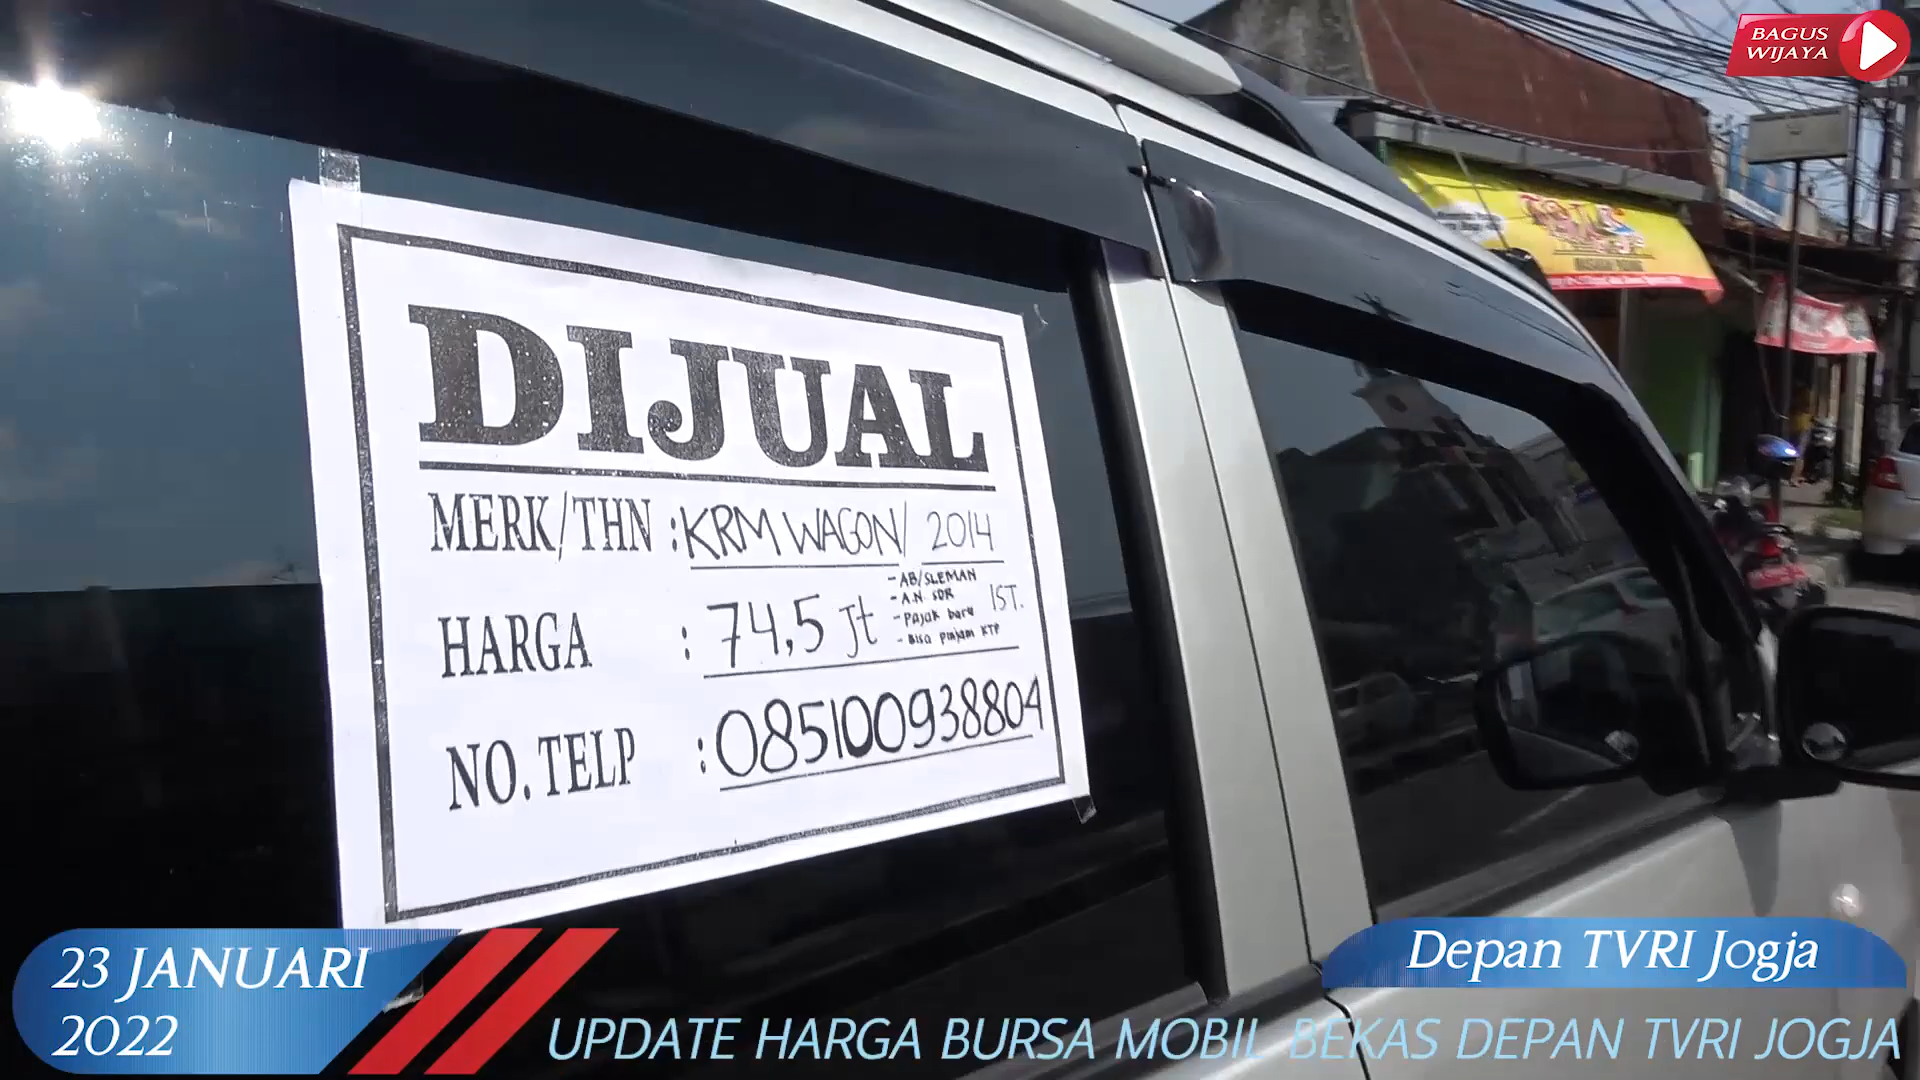 BAGUS
WIJAYA
DIJUAL
MERK/THN : KRM WAGON/ 2014
HARGA : 74,5 Jt
- AB/SLEMAN
- A.N SDR
- Pajak baru
- Bisa pinjam KTP
IST.
NO. TELP : 085100938804
23 JANUARI
2022
Depan TVRI Jogja
UPDATE HARGA BURSA MOBIL BEKAS DEPAN TVRI JOGJA